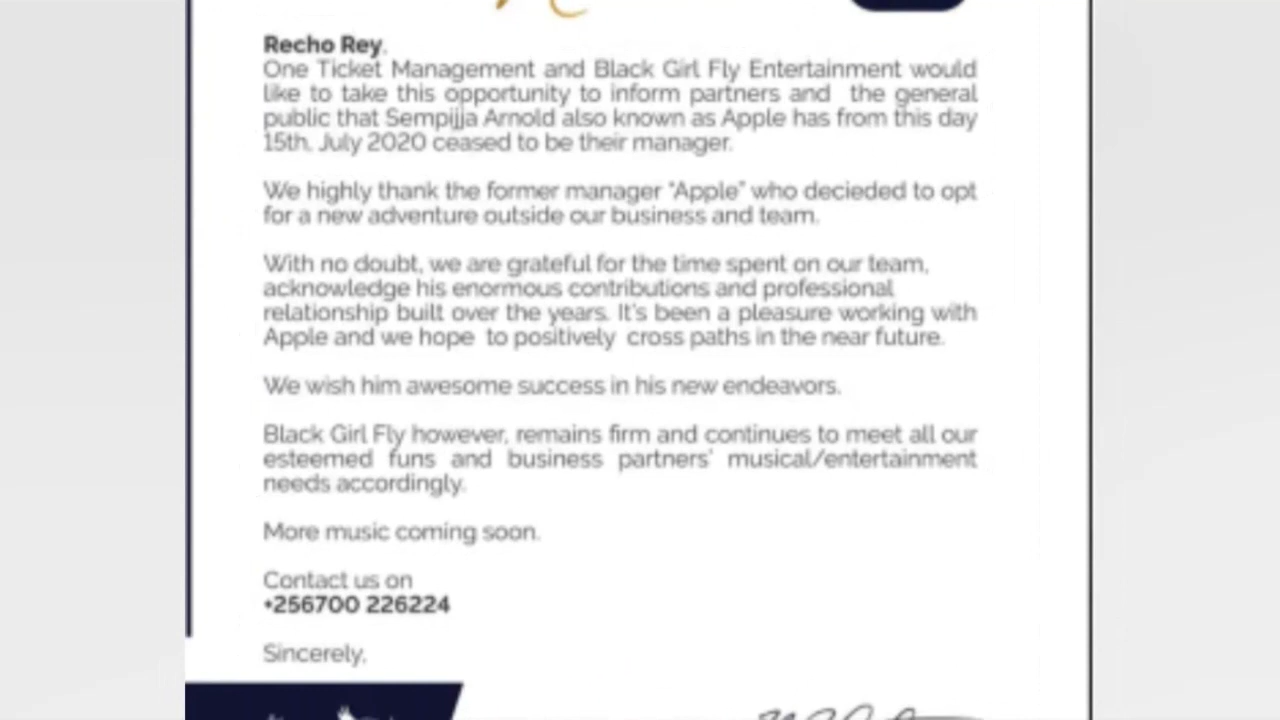 Recho Rey.
One Ticket Management and Black Girl Fly Entertainment would
like to take this opportunity to inform partners and the general
public that Sempijja Arnold also known as Apple has from this day
15th, July 2020 ceased to be their manager.
We highly thank the former manager "Apple" who decieded to opt
for a new adventure outside our business and team.
With no doubt, we are grateful for the time spent on our team,
acknowledge his enormous contributions and professional
relationship built over the years. It's been a pleasure working with
Apple and we hope to positively cross paths in the near future.
We wish him awesome success in his new endeavors.
Black Girl Fly however, remains firm and continues to meet all our
esteemed funs and business partners' musical/entertainment
needs accordingly.
More music coming soon.
Contact us on
+256700 226224
Sincerely,